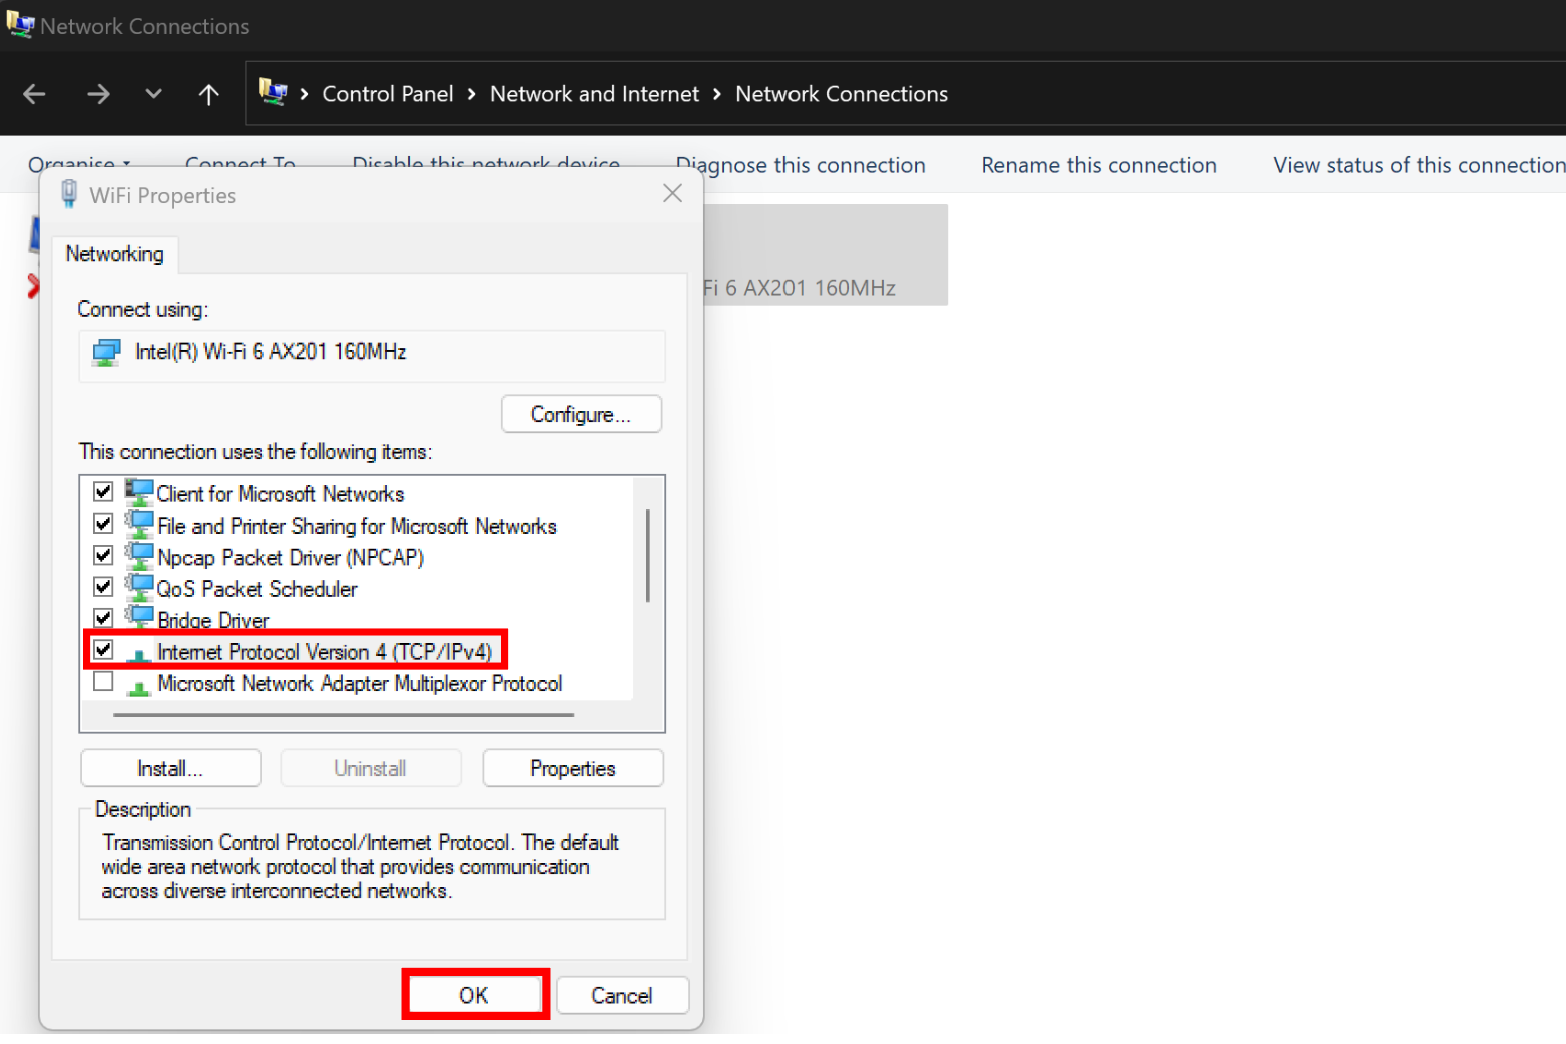 Network Connections
Control Panel > Network and Internet > Network Connections
Organise Connect To Disable this network device Diagnose this connection Rename this connection View status of this connection
WiFi Properties
Networking
Fi 6 AX201 160MHz
Connect using:
Intel(R) Wi-Fi 6 AX201 160MHz
Configure...
This connection uses the following items:
Client for Microsoft Networks
File and Printer Sharing for Microsoft Networks
Npcap Packet Driver (NPCAP)
QoS Packet Scheduler
Bridge Driver
Internet Protocol Version 4 (TCP/IPv4)
Microsoft Network Adapter Multiplexor Protocol
Install... Uninstall Properties
Description
Transmission Control Protocol/Internet Protocol. The default
wide area network protocol that provides communication
across diverse interconnected networks.
OK Cancel